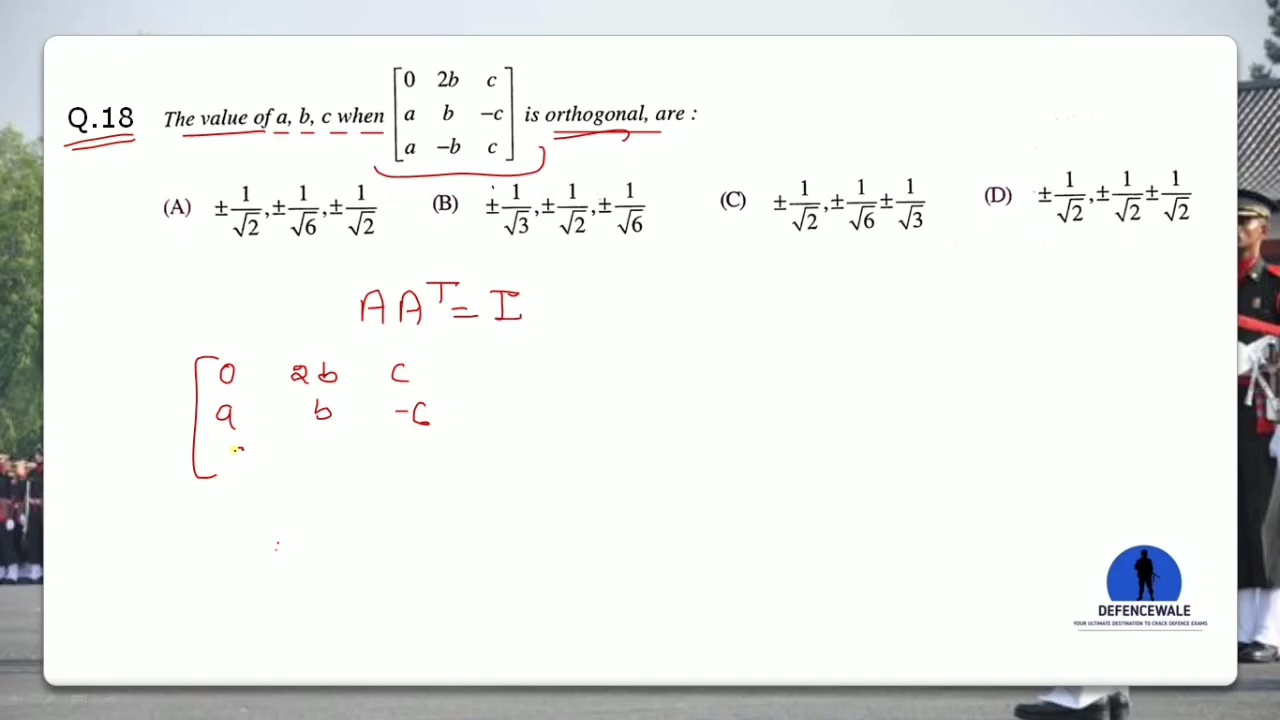 Q.18 The value of a, b, c when [0 2b c
a b −c
a −b c] is orthogonal, are :
(A) ± 1/√2, ± 1/√6, ± 1/√2 (B) ± 1/√3, ± 1/√2, ± 1/√6 (C) ± 1/√2, ± 1/√6 ± 1/√3 (D) ± 1/√2, ± 1/√2 ± 1/√2
A Aᵀ = I
[0 2b c
a b -c
DEFENCEWALE
YOUR ULTIMATE DESTINATION TO CRACK DEFENCE EXAMS